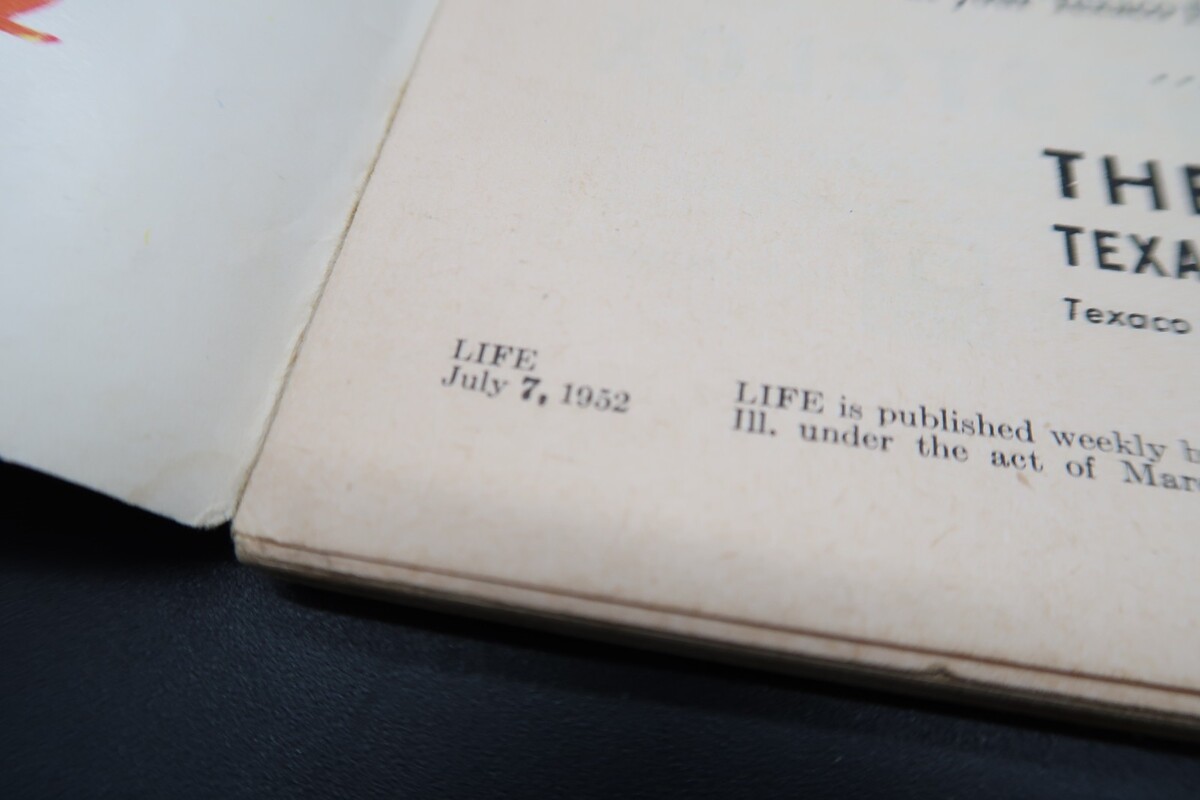 THE
TEXA
Texaco
LIFE
July 7, 1952
LIFE is published weekly
Ill. under the act of Mar